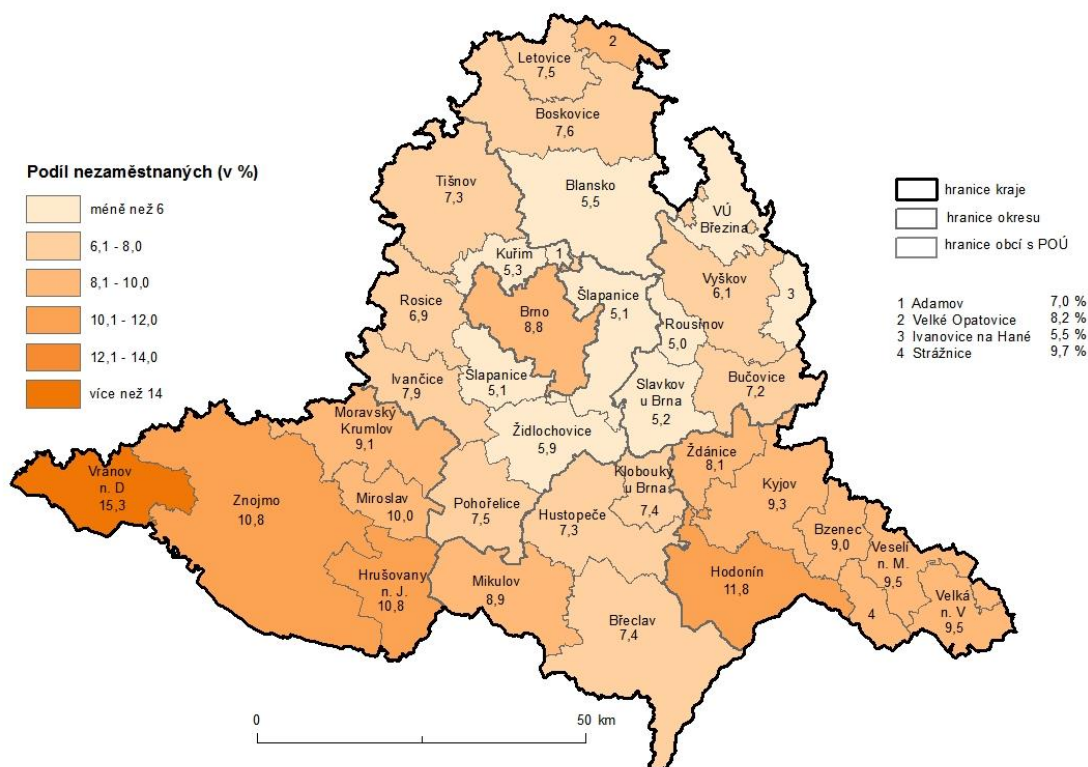 2
Letovice
7,5
Boskovice
7,6
Podíl nezaměstnaných (v %)
méně než 6
6,1 - 8,0
8,1 - 10,0
10,1 - 12,0
12,1 - 14,0
více než 14
Tišnov
7,3
Blansko
5,5
VÚ
Březina
hranice kraje
hranice okresu
hranice obcí s POÚ
Kuřim
5,3
1
Vyškov
6,1
3
Rosice
6,9
Brno
8,8
Šlapanice
5,1
Rousínov
5,0
1 Adamov 7,0 %
2 Velké Opatovice 8,2 %
3 Ivanovice na Hané 5,5 %
4 Strážnice 9,7 %
Ivančice
7,9
Šlapanice
5,1
Slavkov
u Brna
5,2
Bučovice
7,2
Moravský
Krumlov
9,1
Židlochovice
5,9
Ždánice
8,1
Vranov
n. D
15,3
Znojmo
10,8
Miroslav
10,0
Pohořelice
7,5
Hustopeče
7,3
Klobouky
u Brna
7,4
Kyjov
9,3
Bzenec
9,0
Veselí
n. M.
9,5
Hrušovany
n. J.
10,8
Mikulov
8,9
Břeclav
7,4
Hodonín
11,8
4
Velká
n. V
9,5
0 50 km